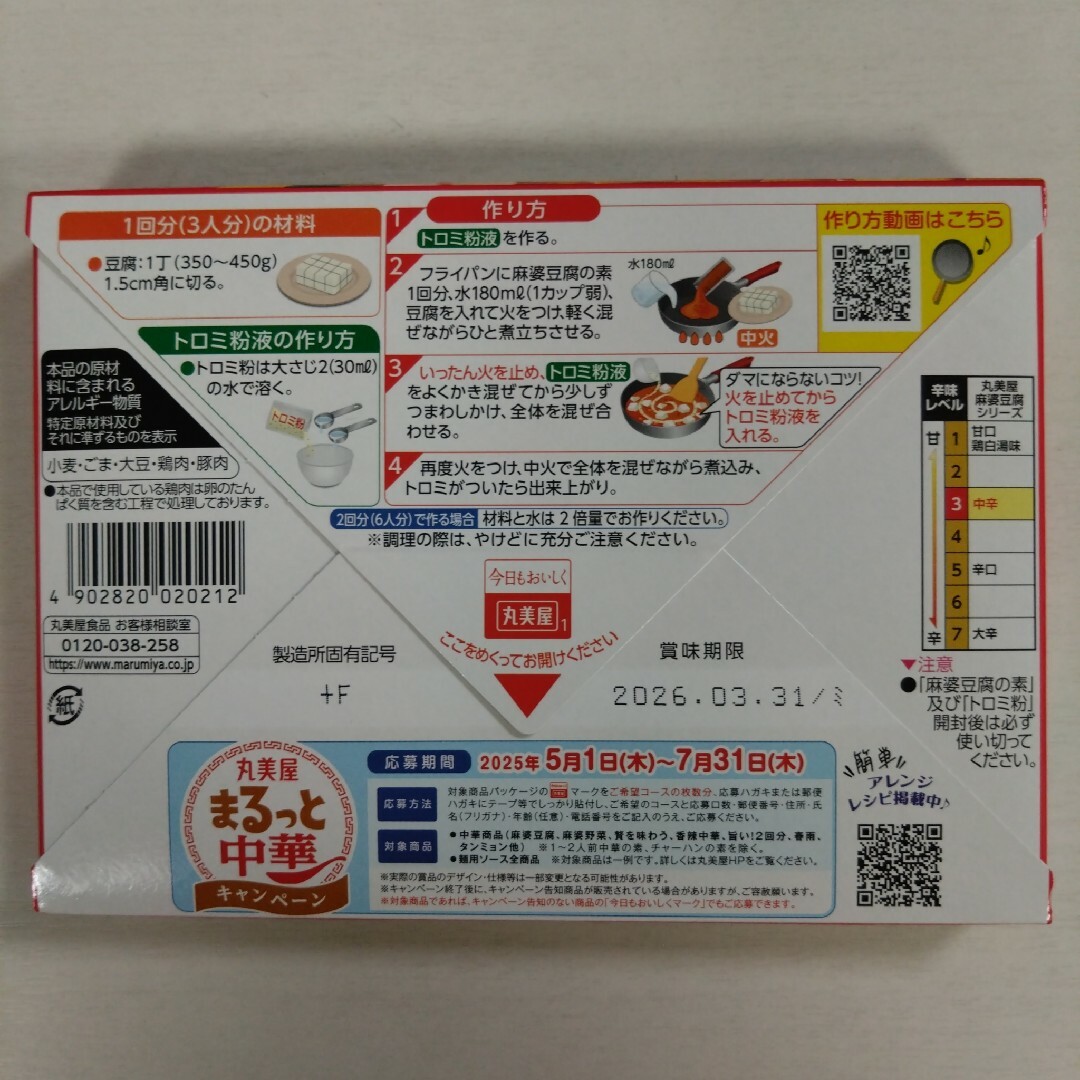 1回分(3人分)の材料
●豆腐:1丁(350〜450g)
1.5cm角に切る。
トロミ粉液の作り方
●トロミ粉は大さじ2(30mℓ)
の水で溶く。
トロミ粉
作り方
1
トロミ粉液を作る。
2
フライパンに麻婆豆腐の素
1回分、水180mℓ(1カップ弱)、
豆腐を入れて火をつけ、軽く混
ぜながらひと煮立ちさせる。
水180mℓ
中火
3
いったん火を止め、トロミ粉液
をよくかき混ぜてから少しず
つまわしかけ、全体を混ぜ合
わせる。
ダマにならないコツ!
火を止めてから
トロミ粉液を
入れる。
4
再度火をつけ、中火で全体を混ぜながら煮込み、
トロミがついたら出来上がり。
2回分(6人分)で作る場合 材料と水は2倍量でお作りください。
※調理の際は、やけどに充分ご注意ください。
作り方動画はこちら
本品の原材
料に含まれる
アレルギー物質
特定原材料及び
それに準ずるものを表示
小麦・ごま・大豆・鶏肉・豚肉
●本品で使用している鶏肉は卵のたん
ぱく質を含む工程で処理しております。
4 902820 020212
丸美屋食品 お客様相談室
0120-038-258
https://www.marumiya.co.jp
紙
辛味
レベル
丸美屋
麻婆豆腐
シリーズ
甘
1 甘口
鶏白湯味
2
3 中辛
4
5 辛口
6
7 大辛
辛
今日もおいしく
丸美屋
1
ここをめくってお開けください
製造所固有記号
+F
賞味期限
2026.03.31/ミ
▼注意
●「麻婆豆腐の素」
及び「トロミ粉」
開封後は必ず
使い切って
ください。
簡単
アレンジ
レシピ掲載中♪
丸美屋
まるっと
中華
キャンペーン
応募期間 2025年5月1日(木)〜7月31日(木)
応募方法
対象商品パッケージの マークをご希望コースの枚数分、応募ハガキまたは郵便
ハガキにテープ等でしっかり貼付し、ご希望のコースと応募口数・郵便番号・住所・氏
名(フリガナ)・年齢(任意)・電話番号をご記入のうえ、ご応募ください。
対象商品
●中華商品(麻婆豆腐、麻婆野菜、贅を味わう、香辣中華、旨い!2回分、春雨、
タンミョン他) ※1〜2人前中華の素、チャーハンの素を除く。
●麺用ソース全商品 ※対象商品は一例です。詳しくは丸美屋HPをご覧ください。
※実際の賞品のデザイン・仕様等は一部変更となる可能性があります。
※キャンペーン終了後に、キャンペーン告知商品が販売されている場合がありますが、ご容赦願います。
※対象商品であれば、キャンペーン告知のない商品の「今日もおいしくマーク」でもご応募できます。